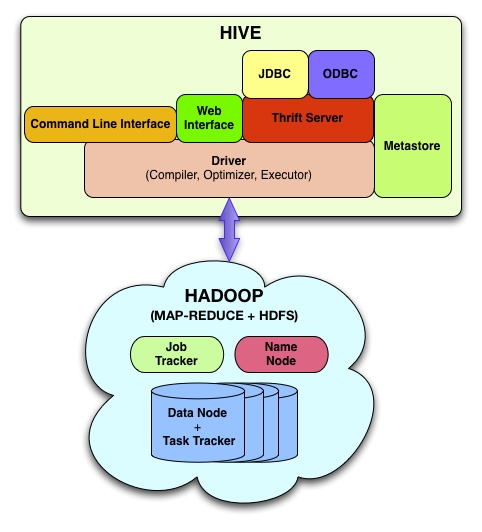 HIVE
JDBC
ODBC
Command Line Interface
Web
Interface
Thrift Server
Metastore
Driver
(Compiler, Optimizer, Executor)
HADOOP
(MAP-REDUCE + HDFS)
Job
Tracker
Name
Node
Data Node
+
Task Tracker